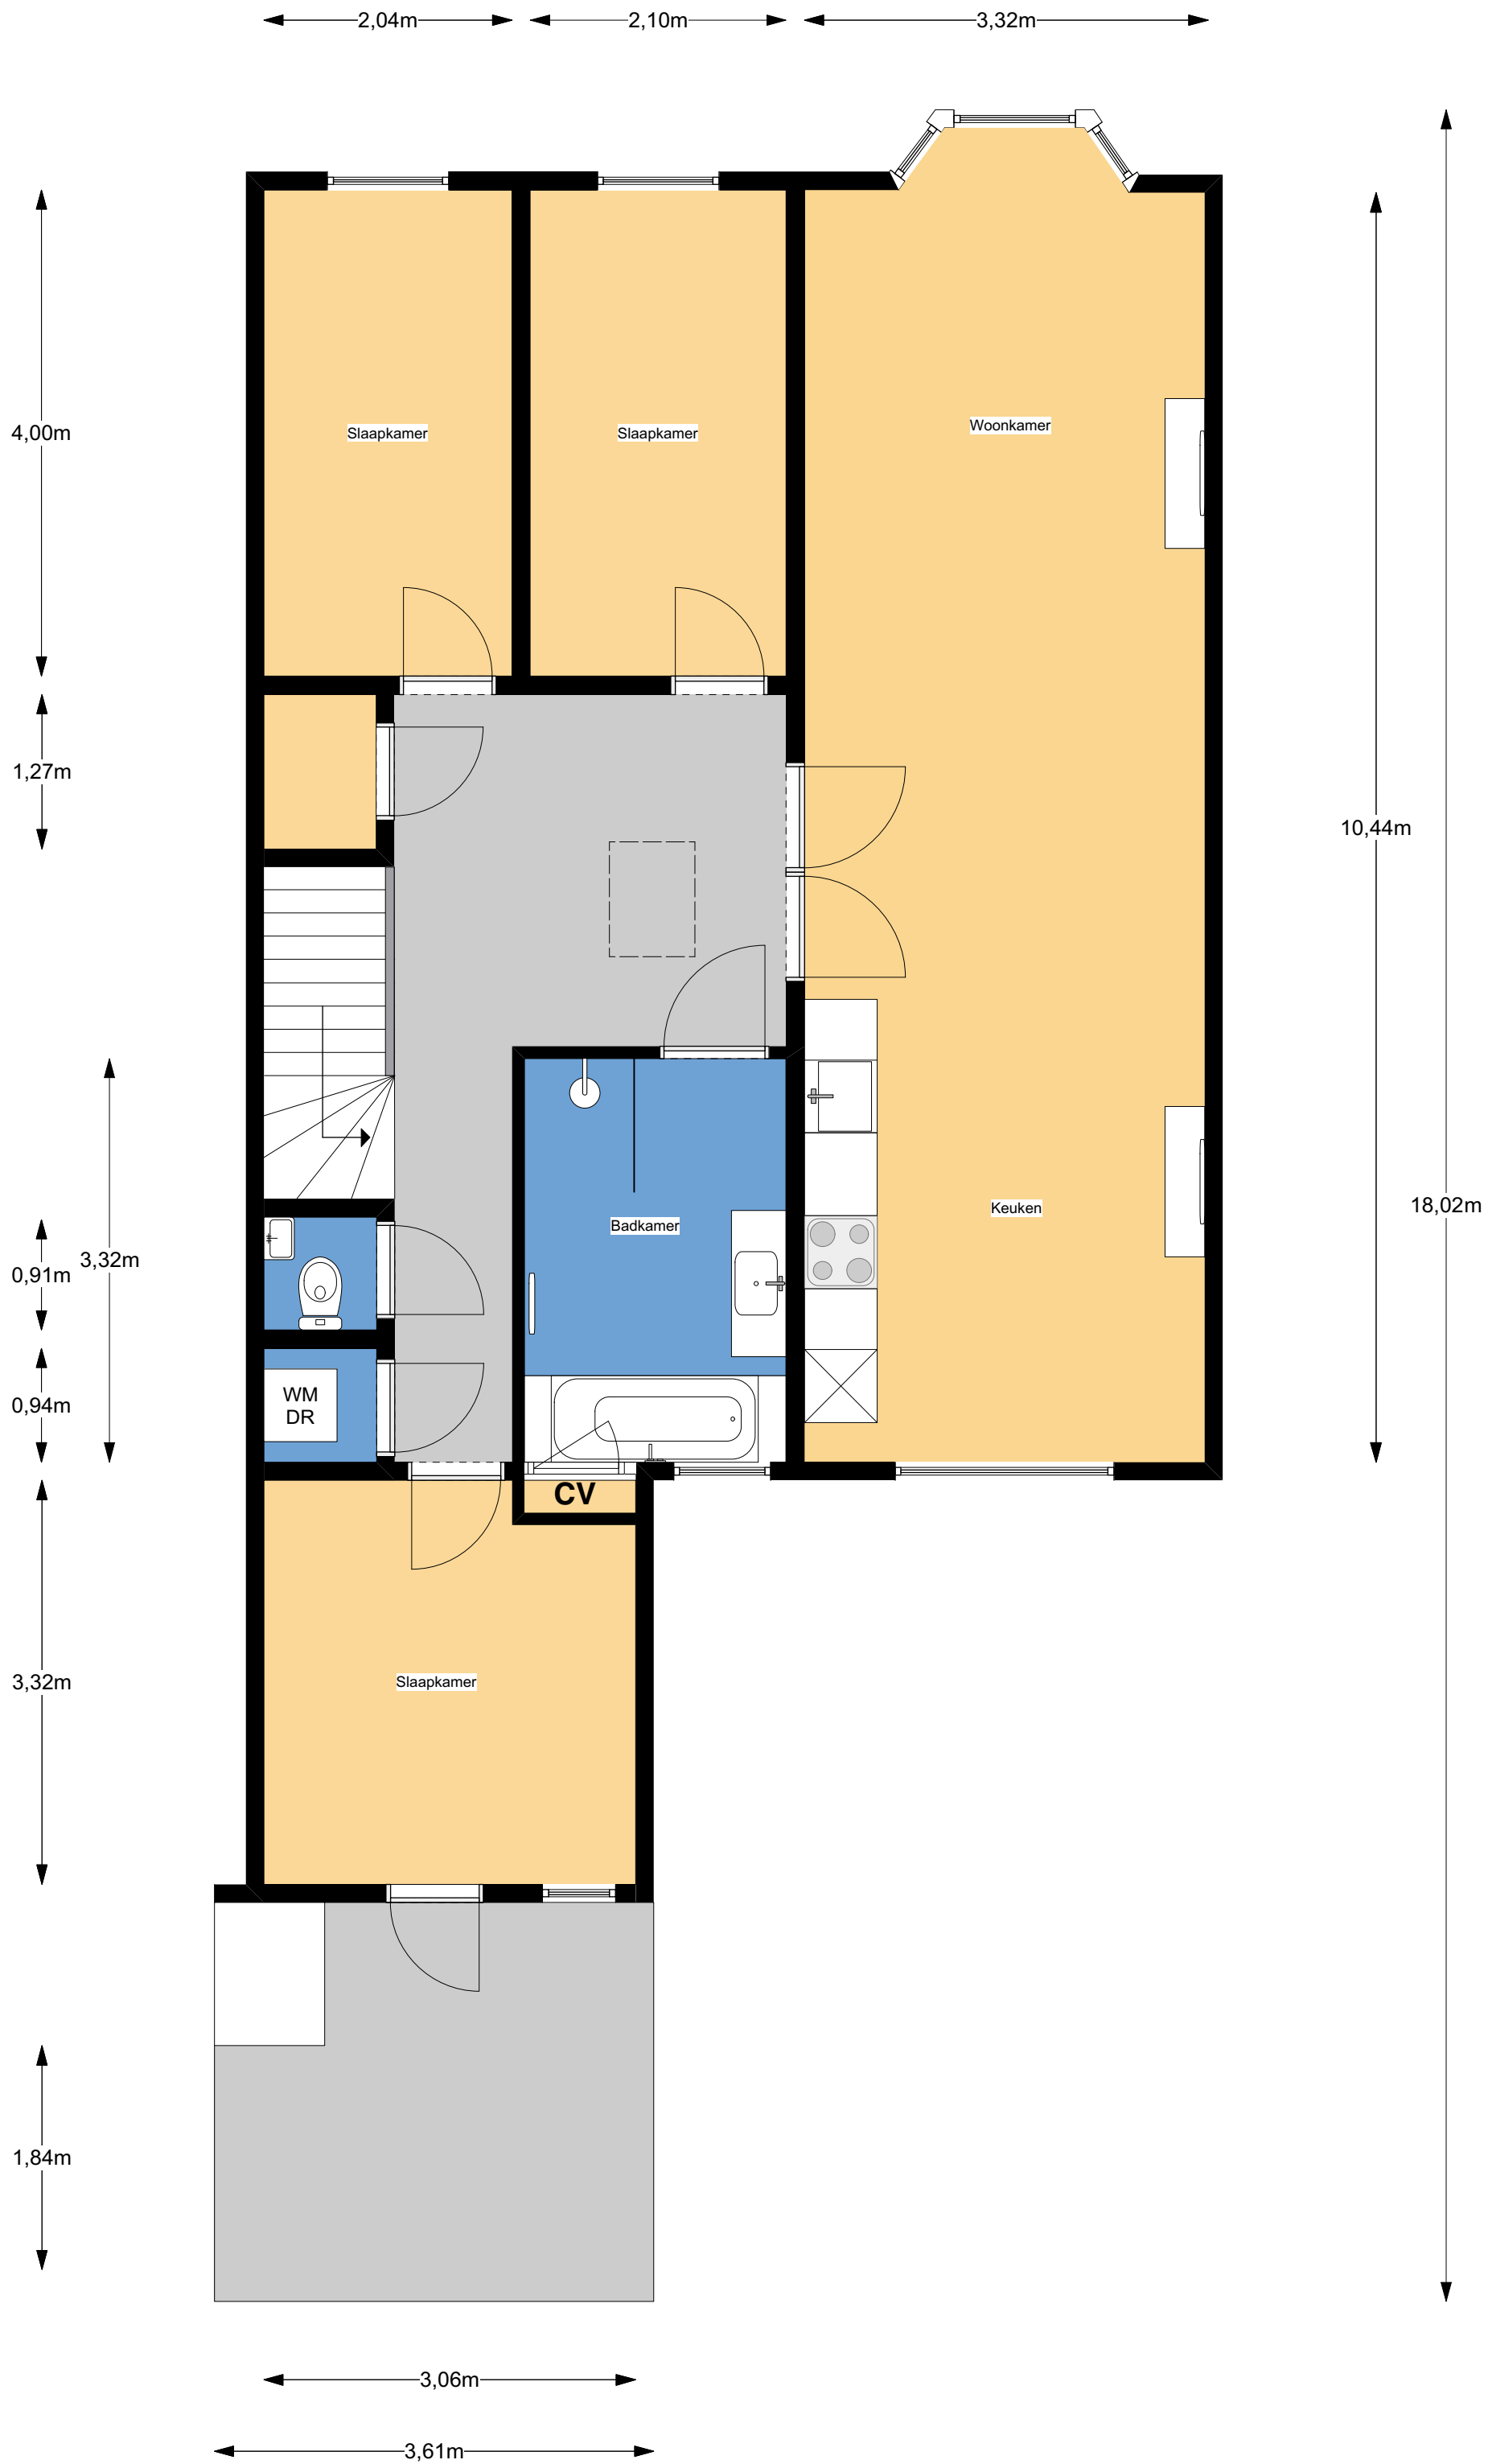 2,04m
2,10m
3,32m
4,00m
Slaapkamer
Slaapkamer
Woonkamer
1,27m
10,44m
18,02m
Keuken
Badkamer
0,91m
3,32m
0,94m
WM
DR
CV
3,32m
Slaapkamer
1,84m
3,06m
3,61m